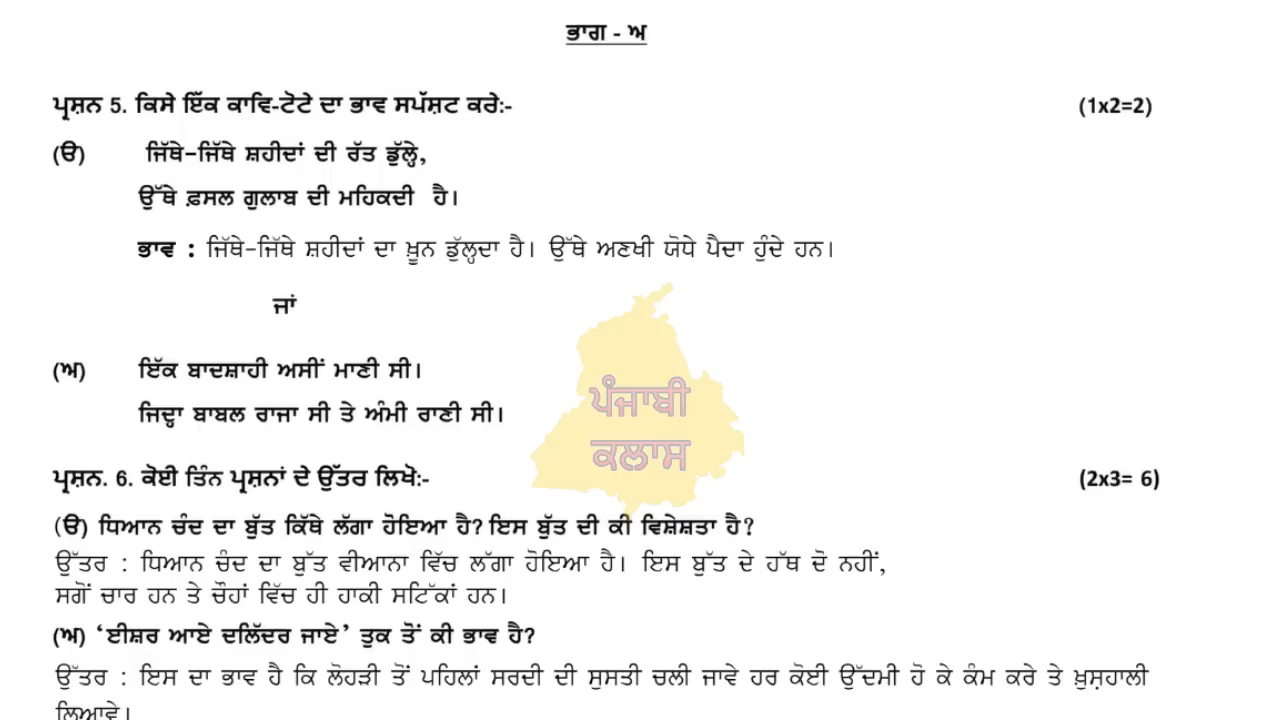 ਭਾਗ - ਅ
ਪ੍ਰਸ਼ਨ 5. ਕਿਸੇ ਇੱਕ ਕਾਵਿ-ਟੋਟੇ ਦਾ ਭਾਵ ਸਪੱਸ਼ਟ ਕਰੇ:- (1x2=2)
(ੳ) ਜਿੱਥੇ-ਜਿੱਥੇ ਸ਼ਹੀਦਾਂ ਦੀ ਰੱਤ ਡੁੱਲ੍ਹੇ,
ਉੱਥੇ ਫ਼ਸਲ ਗੁਲਾਬ ਦੀ ਮਹਿਕਦੀ ਹੈ।
ਭਾਵ : ਜਿੱਥੇ-ਜਿੱਥੇ ਸ਼ਹੀਦਾਂ ਦਾ ਖ਼ੂਨ ਡੁੱਲ੍ਹਦਾ ਹੈ। ਉੱਥੇ ਅਣਖੀ ਯੋਧੇ ਪੈਦਾ ਹੁੰਦੇ ਹਨ।
ਜਾਂ
(ਅ) ਇੱਕ ਬਾਦਸ਼ਾਹੀ ਅਸੀਂ ਮਾਣੀ ਸੀ।
ਜਿਦ੍ਹਾ ਬਾਬਲ ਰਾਜਾ ਸੀ ਤੇ ਅੰਮੀ ਰਾਣੀ ਸੀ।
ਪੰਜਾਬੀ
ਕਲਾਸ
ਪ੍ਰਸ਼ਨ. 6. ਕੋਈ ਤਿੰਨ ਪ੍ਰਸ਼ਨਾਂ ਦੇ ਉੱਤਰ ਲਿਖੋ:- (2x3= 6)
(ੳ) ਧਿਆਨ ਚੰਦ ਦਾ ਬੁੱਤ ਕਿੱਥੇ ਲੱਗਾ ਹੋਇਆ ਹੈ? ਇਸ ਬੁੱਤ ਦੀ ਕੀ ਵਿਸ਼ੇਸ਼ਤਾ ਹੈ?
ਉੱਤਰ : ਧਿਆਨ ਚੰਦ ਦਾ ਬੁੱਤ ਵੀਆਨਾ ਵਿੱਚ ਲੱਗਾ ਹੋਇਆ ਹੈ। ਇਸ ਬੁੱਤ ਦੇ ਹੱਥ ਦੋ ਨਹੀਂ,
ਸਗੋਂ ਚਾਰ ਹਨ ਤੇ ਚੌਹਾਂ ਵਿੱਚ ਹੀ ਹਾਕੀ ਸਟਿੱਕਾਂ ਹਨ।
(ਅ) ‘ਈਸ਼ਰ ਆਏ ਦਲਿੱਦਰ ਜਾਏ’ ਤੁਕ ਤੋਂ ਕੀ ਭਾਵ ਹੈ?
ਉੱਤਰ : ਇਸ ਦਾ ਭਾਵ ਹੈ ਕਿ ਲੋਹੜੀ ਤੋਂ ਪਹਿਲਾਂ ਸਰਦੀ ਦੀ ਸੁਸਤੀ ਚਲੀ ਜਾਵੇ ਹਰ ਕੋਈ ਉੱਦਮੀ ਹੋ ਕੇ ਕੰਮ ਕਰੇ ਤੇ ਖ਼ੁਸ਼ਹਾਲੀ
ਲਿਆਵੇ।